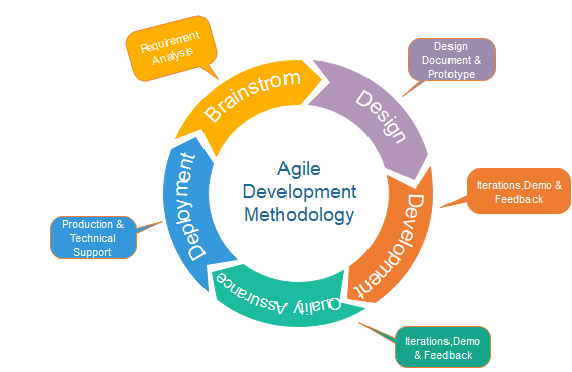 Requirement
Analysis
Brainstrom
Design
Document &
Prototype
Design
Iterations,Demo &
Feedback
Development
Iterations,Demo
& Feedback
Quality Assurance
Production &
Technical
Support
Deployment
Agile
Development
Methodology